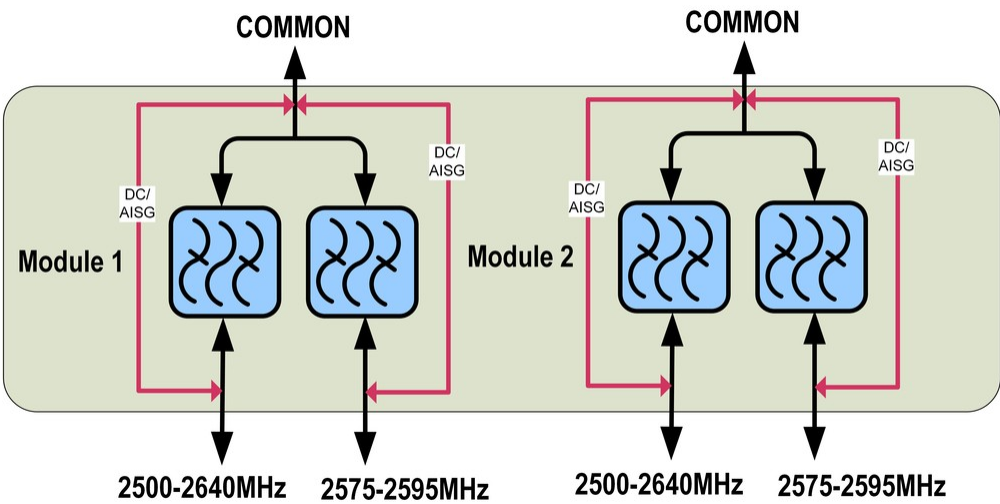 COMMON
COMMON
DC/
AISG
DC/
AISG
DC/
AISG
DC/
AISG
Module 1
Module 2
2500-2640MHz
2575-2595MHz
2500-2640MHz
2575-2595MHz